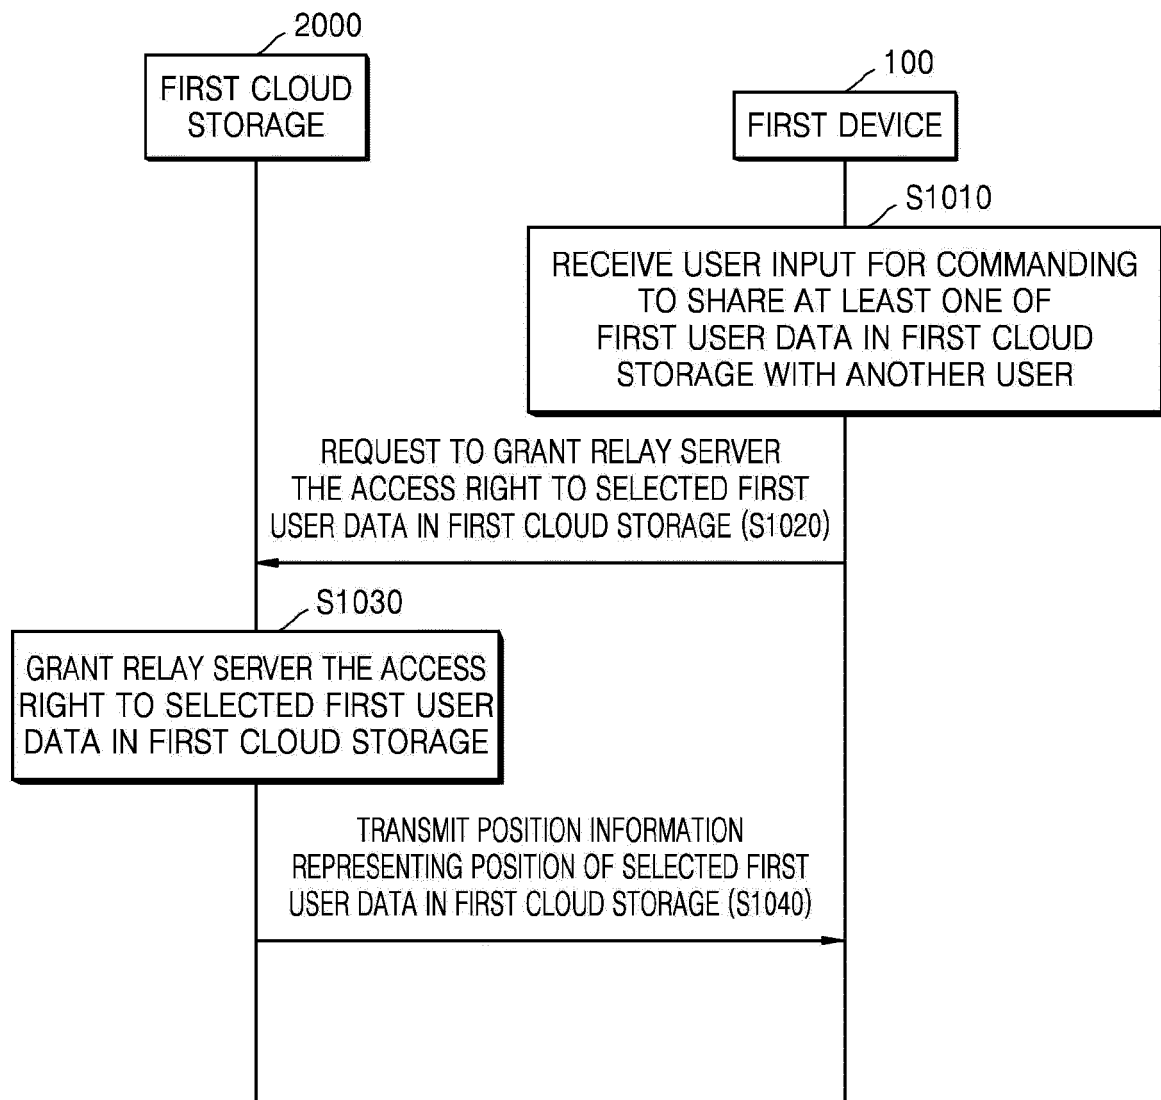 2000
FIRST CLOUD
STORAGE
100
FIRST DEVICE
S1010
RECEIVE USER INPUT FOR COMMANDING
TO SHARE AT LEAST ONE OF
FIRST USER DATA IN FIRST CLOUD
STORAGE WITH ANOTHER USER
REQUEST TO GRANT RELAY SERVER
THE ACCESS RIGHT TO SELECTED FIRST
USER DATA IN FIRST CLOUD STORAGE (S1020)
S1030
GRANT RELAY SERVER THE ACCESS
RIGHT TO SELECTED FIRST USER
DATA IN FIRST CLOUD STORAGE
TRANSMIT POSITION INFORMATION
REPRESENTING POSITION OF SELECTED FIRST
USER DATA IN FIRST CLOUD STORAGE (S1040)